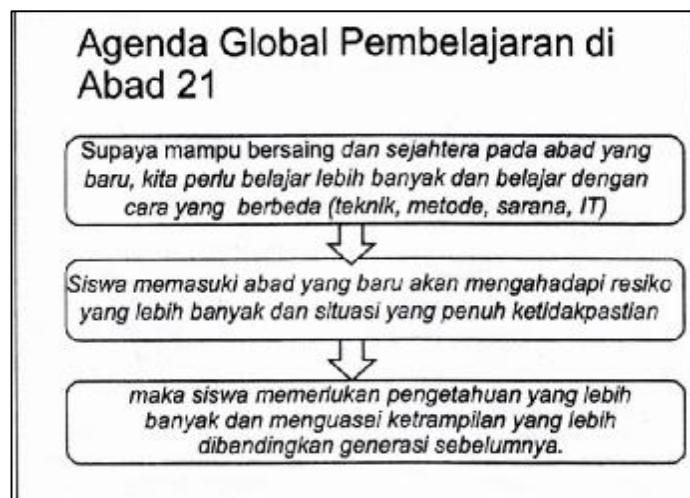 Agenda Global Pembelajaran di
Abad 21
Supaya mampu bersaing dan sejahtera pada abad yang
baru, kita perlu belajar lebih banyak dan belajar dengan
cara yang berbeda (teknik, metode, sarana, IT)
Siswa memasuki abad yang baru akan mengahadapi resiko
yang lebih banyak dan situasi yang penuh ketidakpastian
maka siswa memerlukan pengetahuan yang lebih
banyak dan menguasai ketrampilan yang lebih
dibandingkan generasi sebelumnya.